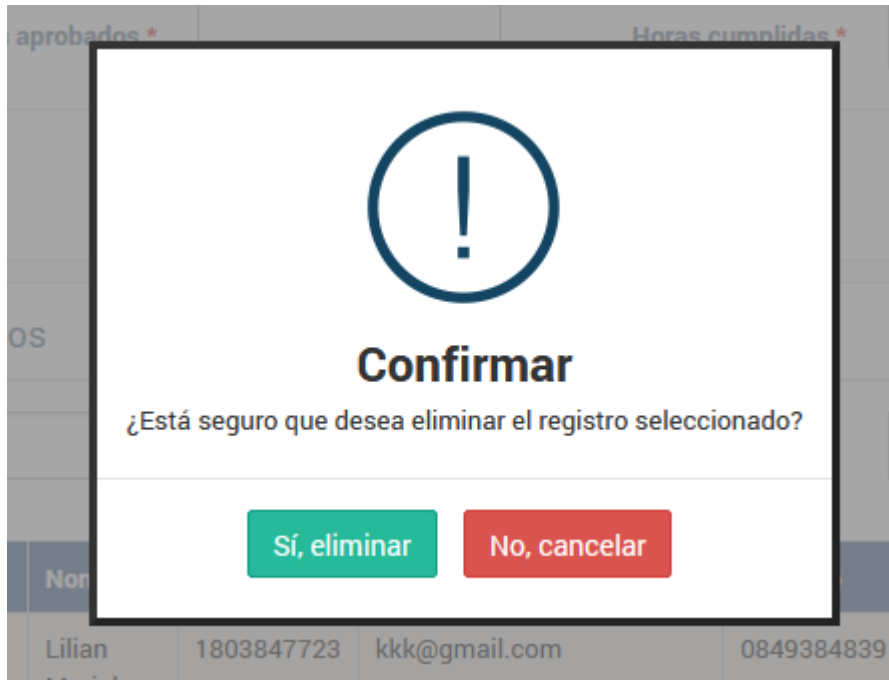 aprobados *
Horas cumplidas *
os
Confirmar
¿Está seguro que desea eliminar el registro seleccionado?
Sí, eliminar
No, cancelar
Lilian
1803847723
kkk@gmail.com
0849384839